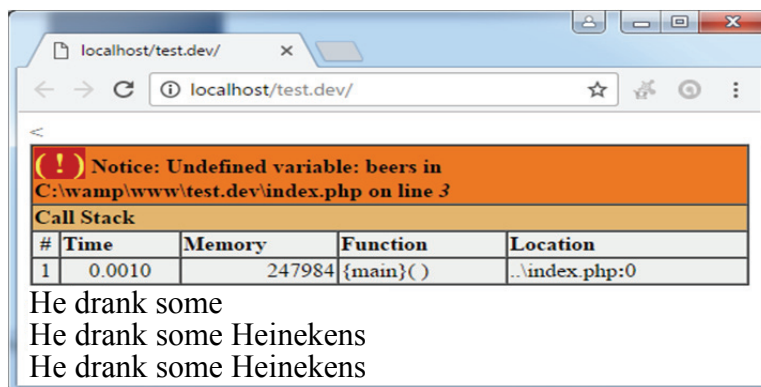 localhost/test.dev/
localhost/test.dev/
<
( ! ) Notice: Undefined variable: beers in
C:\wamp\www\test.dev\index.php on line 3
Call Stack
# Time Memory Function Location
1 0.0010 247984 {main}( ) ..\index.php:0
He drank some
He drank some Heinekens
He drank some Heinekens